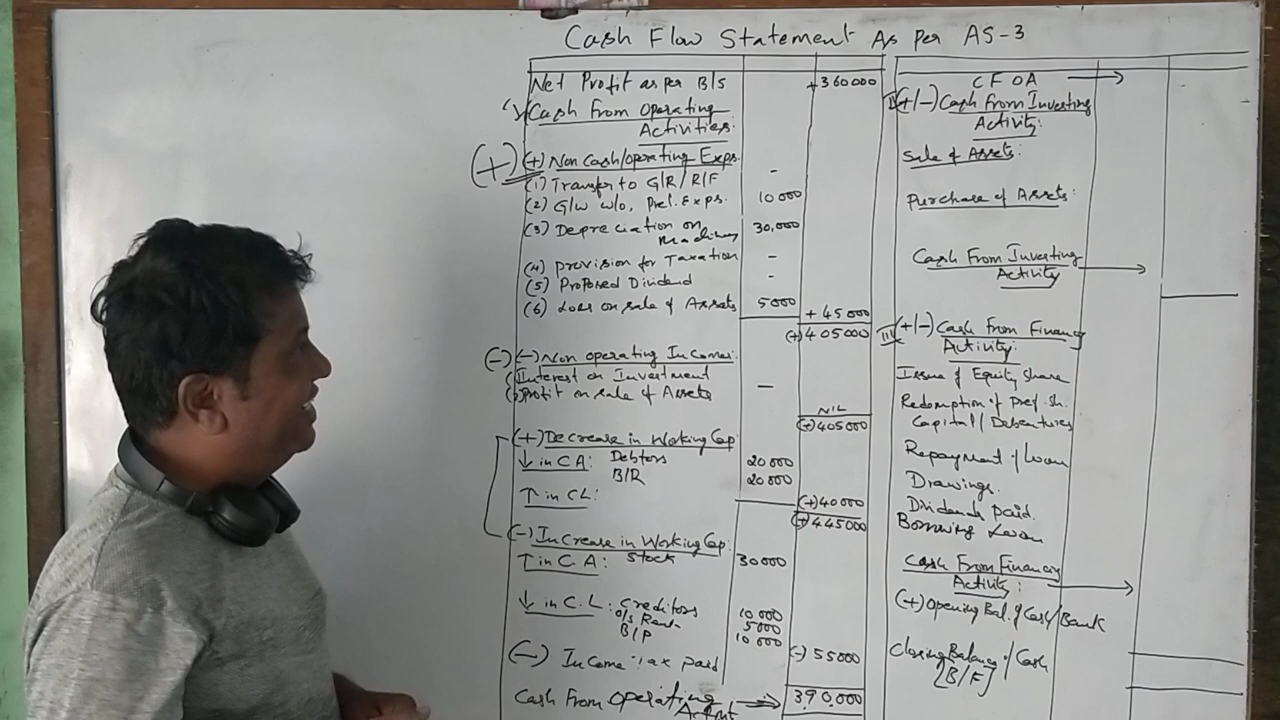 Cash Flow Statement As Per AS-3
Net Profit as per B/S +360000
1) Cash From Operating
Activities:
(+) (+) Non Cash/operating Exps.
(1) Transfer to G/R / R/F -
(2) G/w w/o, Prel. Exps. 10000
(3) Depreciation on 30,000
Machinery
(4) provision for Taxation -
(5) Proposed Dividend -
(6) Loss on sale of Assets 5000
+ 45000
(+) 405000
(-) (-) Non operating Incomes:
Interest on Investment
profit on sale of Assets —
NIL
(+) 405000
(+) Decrease in Working Cap
↓ in CA: Debtors 20000
B/R 20000
↑ in CL: (+) 40000
(+) 445000
(-) Increase in Working Cap:
↑ in C A: Stock 30000
↓ in C.L: Creditors 10000
o/s Rent 5000
B/P 10000
(-) 55000
(-) Income Tax paid
Cash From Operating 390,000
Activit
C F O A
II (+/-) Cash From Investing
Activity:
Sale of Assets:
Purchase of Assets:
Cash From Investing
Activity
III (+/-) Cash From Financing
Activity:
Issue of Equity Share
Redemption of Pref. Sh.
Capital / Debentures
Repayment of Loan
Drawings.
Dividends paid.
Borrowing Loan
Cash From Financing
Activity:
(+) Opening Bal. of Cash/Bank
Closing Balance of Cash
[B/F]